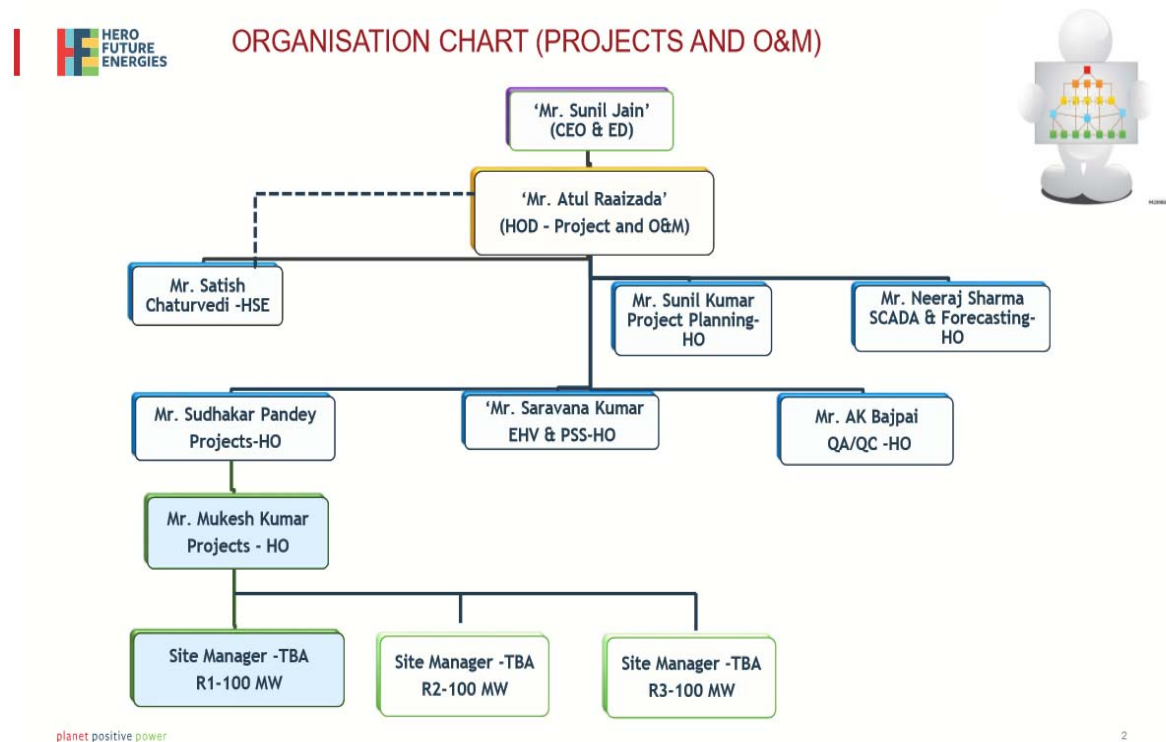 HERO
FUTURE
ENERGIES
ORGANISATION CHART (PROJECTS AND O&M)
‘Mr. Sunil Jain’
(CEO & ED)
‘Mr. Atul Raaizada’
(HOD - Project and O&M)
Mr. Satish
Chaturvedi -HSE
Mr. Sunil Kumar
Project Planning-
HO
Mr. Neeraj Sharma
SCADA & Forecasting-
HO
Mr. Sudhakar Pandey
Projects-HO
‘Mr. Saravana Kumar
EHV & PSS-HO
Mr. AK Bajpai
QA/QC -HO
Mr. Mukesh Kumar
Projects - HO
Site Manager -TBA
R1-100 MW
Site Manager -TBA
R2-100 MW
Site Manager -TBA
R3-100 MW
planet positive power
2